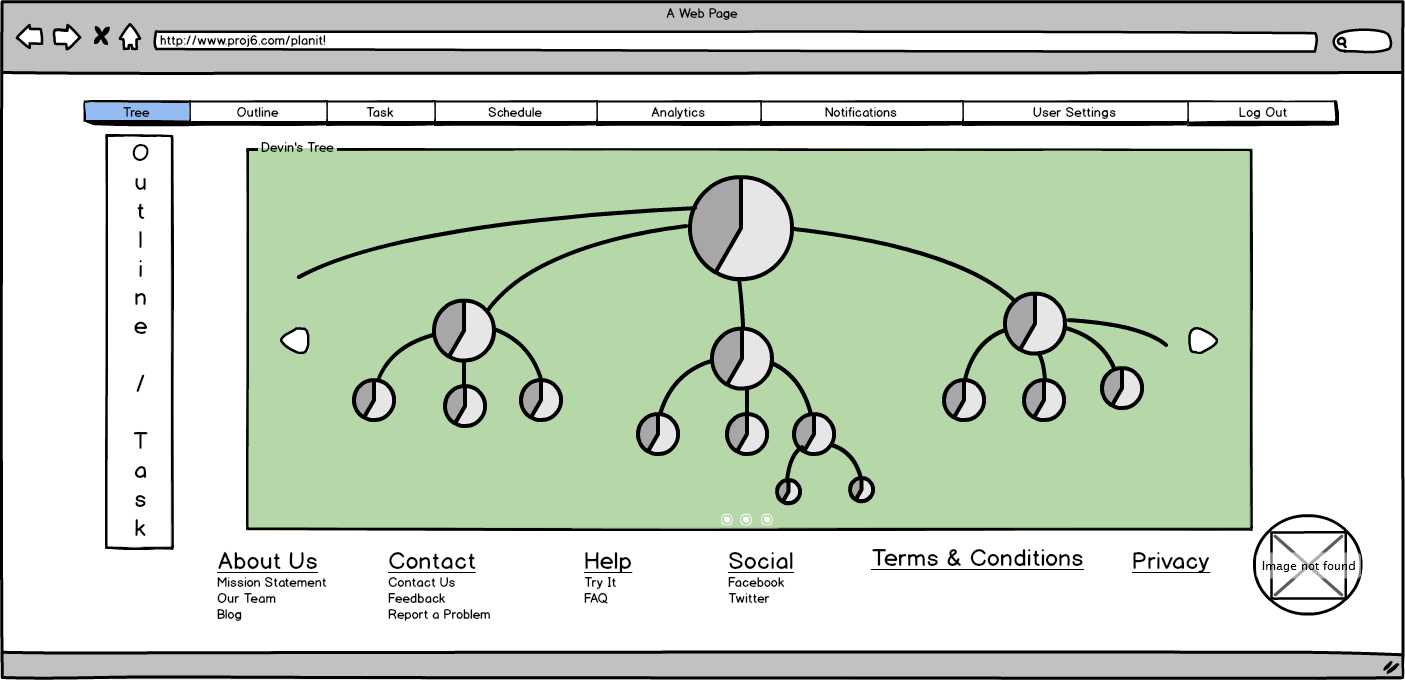 A Web Page
http://www.proj6.com/planit!
Tree Outline Task Schedule Analytics Notifications User Settings Log Out
Outline / Task
Devin's Tree
About Us
Mission Statement
Our Team
Blog
Contact
Contact Us
Feedback
Report a Problem
Help
Try It
FAQ
Social
Facebook
Twitter
Terms & Conditions
Privacy
Image not found